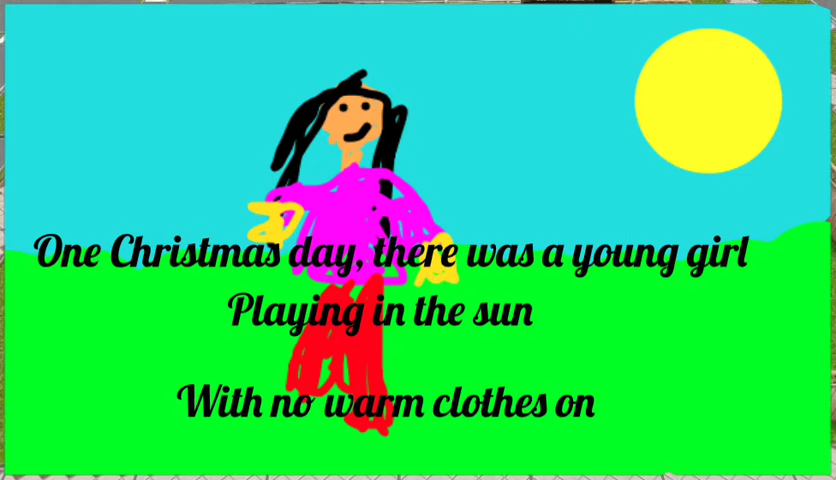 One Christmas day, there was a young girl
Playing in the sun
With no warm clothes on